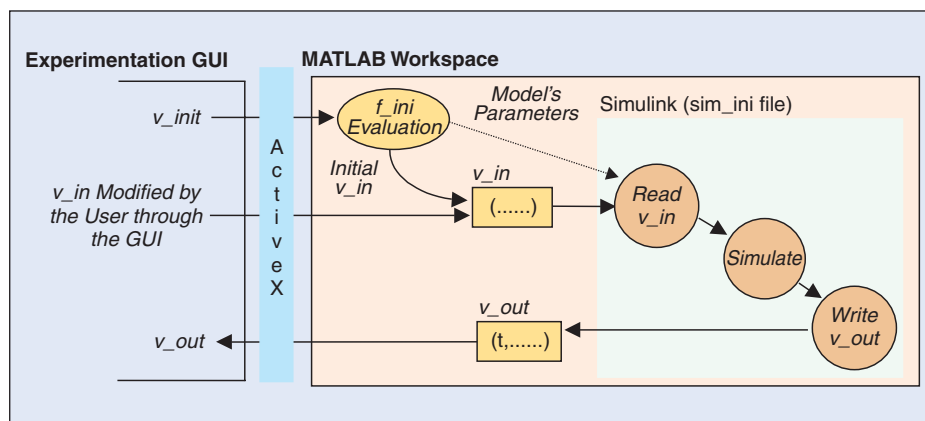 Experimentation GUI
MATLAB Workspace
v_init
ActiveX
f_ini
Evaluation
Model's
Parameters
Simulink (sim_ini file)
Initial
v_in
v_in
v_in Modified by
the User through
the GUI
(......)
Read
v_in
Simulate
v_out
v_out
(t,......)
Write
v_out